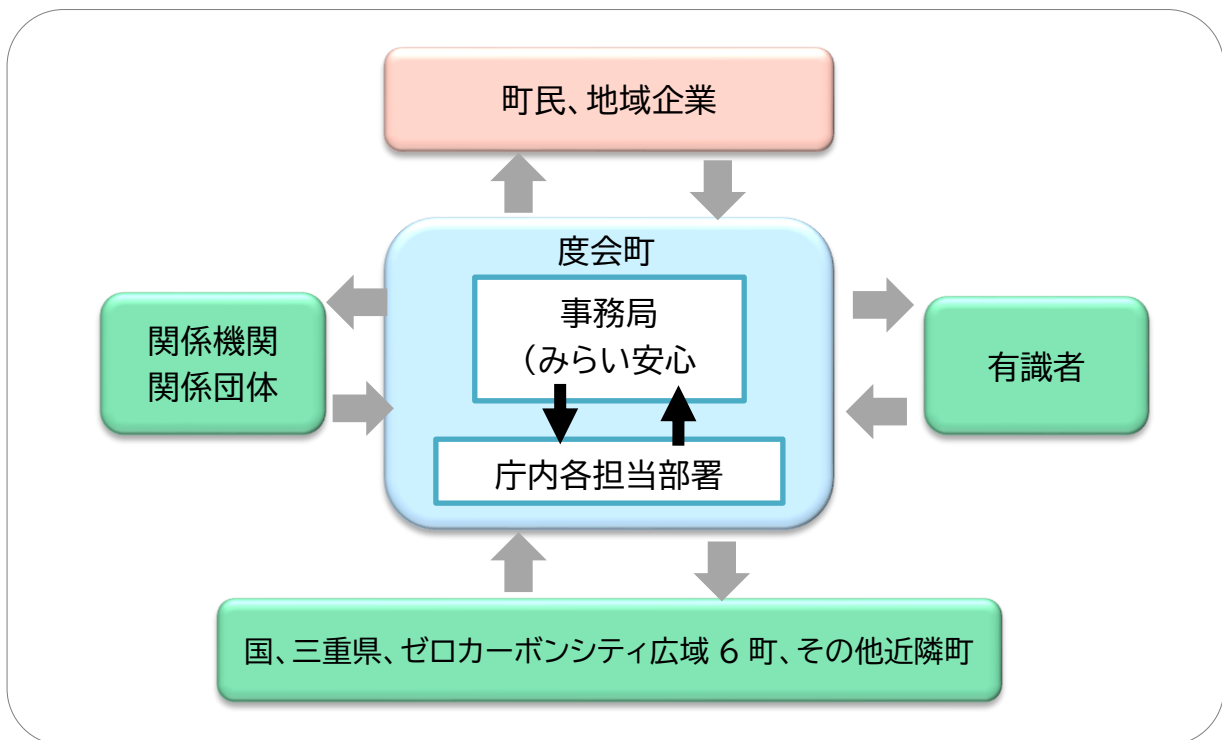 町民、地域企業
度会町
事務局
（みらい安心
関係機関
関係団体
有識者
庁内各担当部署
国、三重県、ゼロカーボンシティ広域 6 町、その他近隣町